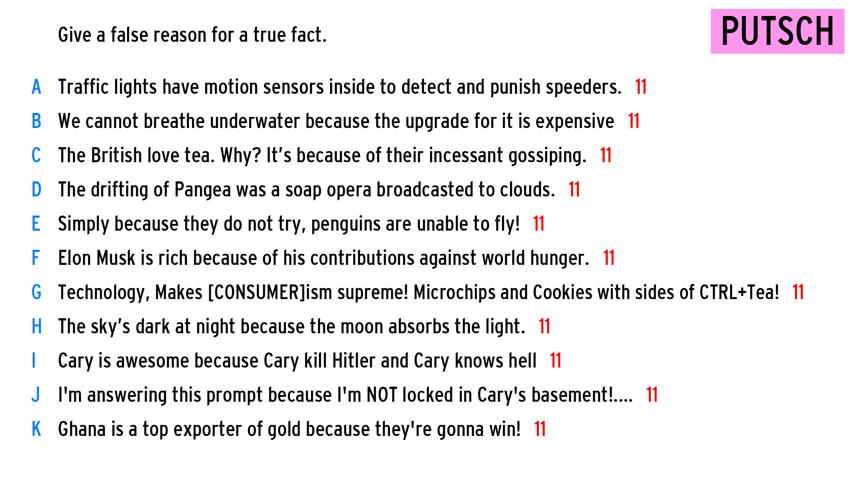 Give a false reason for a true fact.
PUTSCH
A Traffic lights have motion sensors inside to detect and punish speeders. 11
B We cannot breathe underwater because the upgrade for it is expensive 11
C The British love tea. Why? It's because of their incessant gossiping. 11
D The drifting of Pangea was a soap opera broadcasted to clouds. 11
E Simply because they do not try, penguins are unable to fly! 11
F Elon Musk is rich because of his contributions against world hunger. 11
G Technology, Makes [CONSUMER]ism supreme! Microchips and Cookies with sides of CTRL+Tea! 11
H The sky's dark at night because the moon absorbs the light. 11
I Cary is awesome because Cary kill Hitler and Cary knows hell 11
J I'm answering this prompt because I'm NOT locked in Cary's basement!.... 11
K Ghana is a top exporter of gold because they're gonna win! 11